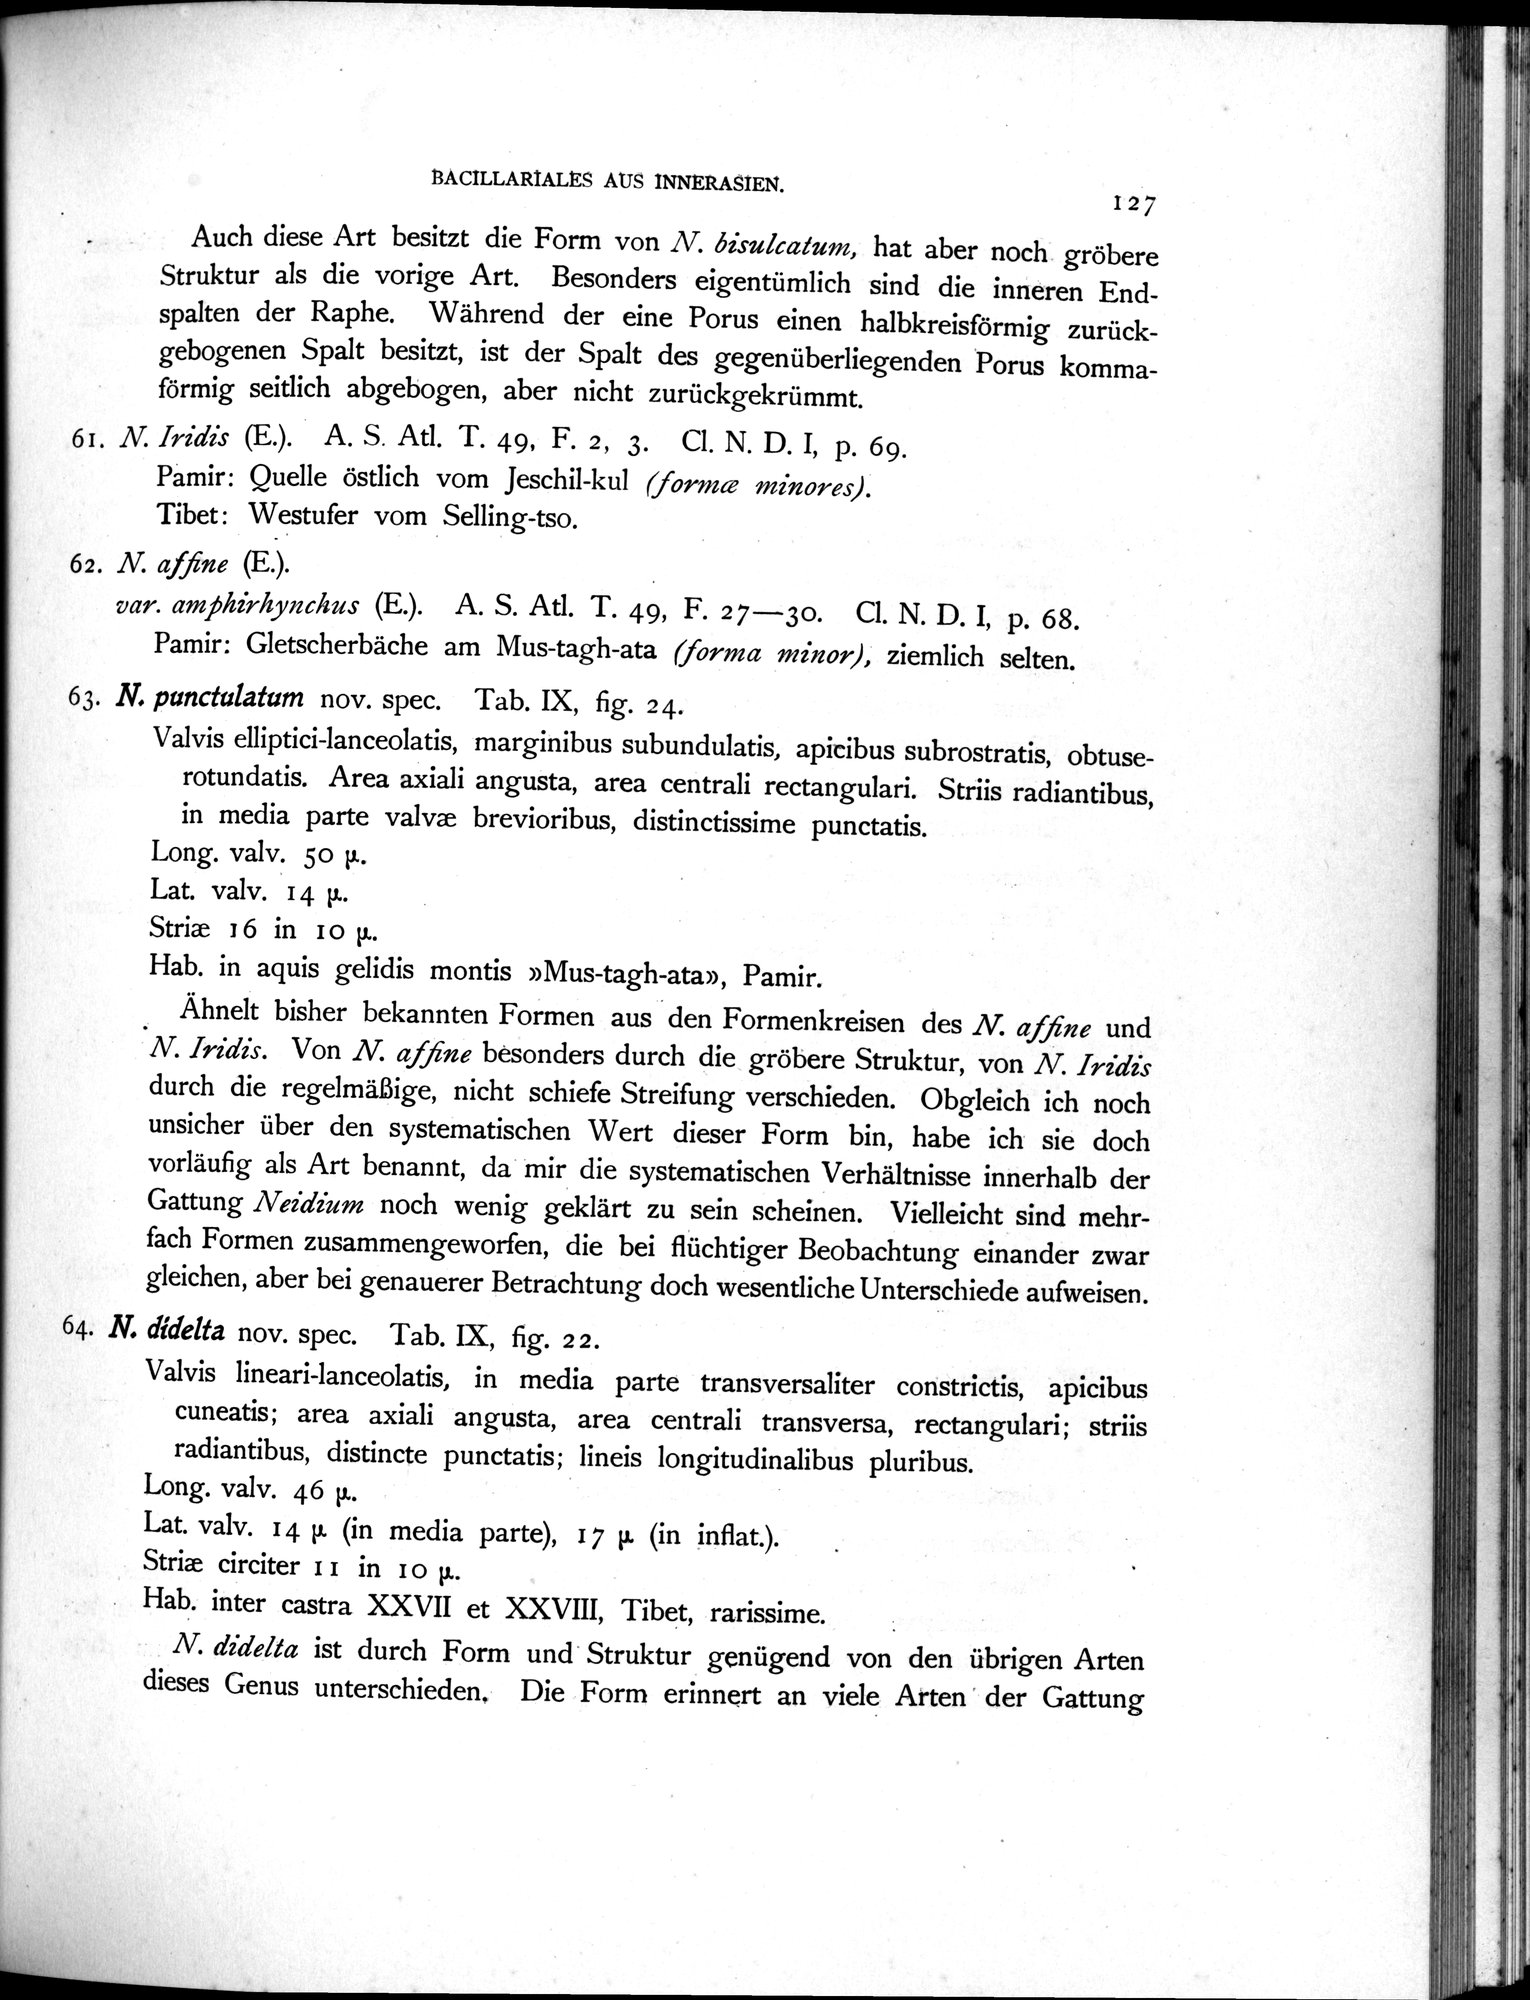 BACILLARIALES AUS INNERASIEN.
127
Auch diese Art besitzt die Form von N. bisulcatum, hat aber noch gröbere
Struktur als die vorige Art. Besonders eigentümlich sind die inneren End-
spalten der Raphe. Während der eine Porus einen halbkreisförmig zurück-
gebogenen Spalt besitzt, ist der Spalt des gegenüberliegenden Porus komma-
förmig seitlich abgebogen, aber nicht zurückgekrümmt.
61. N. Iridis (E.). A. S. Atl. T. 49, F. 2, 3. Cl. N. D. I, p. 69.
Pamir: Quelle östlich vom Jeschil-kul (formæ minores).
Tibet: Westufer vom Selling-tso.
62. N. affine (E.).
var. amphirhynchus (E.). A. S. Atl. T. 49, F. 27—30. Cl. N. D. I, p. 68.
Pamir: Gletscherbäche am Mus-tagh-ata (forma minor), ziemlich selten.
63. N. punctulatum nov. spec. Tab. IX, fig. 24.
Valvis elliptici-lanceolatis, marginibus subundulatis, apicibus subrostratis, obtuse-
rotundatis. Area axiali angusta, area centrali rectangulari. Striis radiantibus,
in media parte valvæ brevioribus, distinctissime punctatis.
Long. valv. 50 µ.
Lat. valv. 14 µ.
Striæ 16 in 10 µ.
Hab. in aquis gelidis montis »Mus-tagh-ata», Pamir.
Ähnelt bisher bekannten Formen aus den Formenkreisen des N. affine und
N. Iridis. Von N. affine besonders durch die gröbere Struktur, von N. Iridis
durch die regelmäßige, nicht schiefe Streifung verschieden. Obgleich ich noch
unsicher über den systematischen Wert dieser Form bin, habe ich sie doch
vorläufig als Art benannt, da mir die systematischen Verhältnisse innerhalb der
Gattung Neidium noch wenig geklärt zu sein scheinen. Vielleicht sind mehr-
fach Formen zusammengeworfen, die bei flüchtiger Beobachtung einander zwar
gleichen, aber bei genauerer Betrachtung doch wesentliche Unterschiede aufweisen.
64. N. didelta nov. spec. Tab. IX, fig. 22.
Valvis lineari-lanceolatis, in media parte transversaliter constrictis, apicibus
cuneatis; area axiali angusta, area centrali transversa, rectangulari; striis
radiantibus, distincte punctatis; lineis longitudinalibus pluribus.
Long. valv. 46 µ.
Lat. valv. 14 µ (in media parte), 17 µ (in inflat.).
Striæ circiter 11 in 10 µ.
Hab. inter castra XXVII et XXVIII, Tibet, rarissime.
N. didelta ist durch Form und Struktur genügend von den übrigen Arten
dieses Genus unterschieden. Die Form erinnert an viele Arten der Gattung